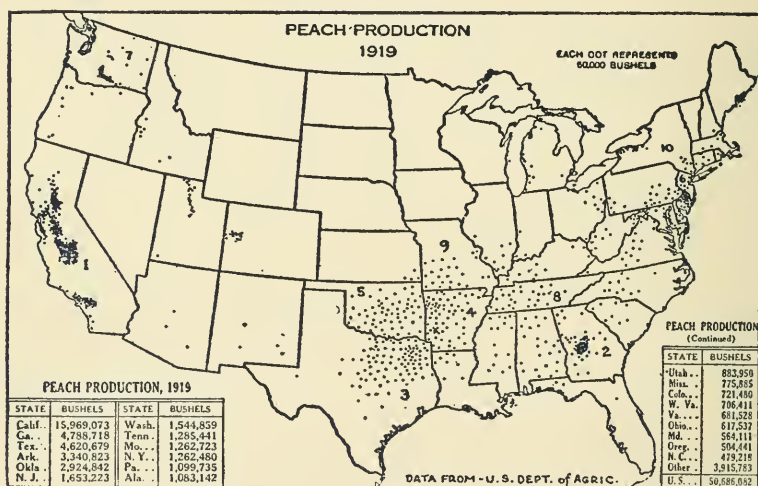 PEACH PRODUCTION
1919
EACH DOT REPRESENTS
50,000 BUSHELS
7
10
6
9
1
5
4
8
2
3
PEACH PRODUCTION, 1919
STATE BUSHELS STATE BUSHELS
Calif.. 15,969,073 Wash. 1,544,859
Ga... 4,788,718 Tenn. 1,285,441
Tex.. 4,620,679 Mo... 1,262,723
Ark. 3,340,823 N. Y.. 1,262,480
Okla. 2,924,842 Pa... 1,099,735
N. J.. 1,653,223 Ala.. 1,083,142
PEACH PRODUCTION
(Continued)
STATE BUSHELS
Utah.. 883,950
Miss. 775,885
Colo... 721,480
W. Va. 706,411
Va.... 681,528
Ohio... 617,537
Md... 564,111
Oreg.. 504,441
N. C... 479,218
Other. 3,915,783
U. S... 50,686,082
DATA FROM - U.S. DEPT. of AGRIC.